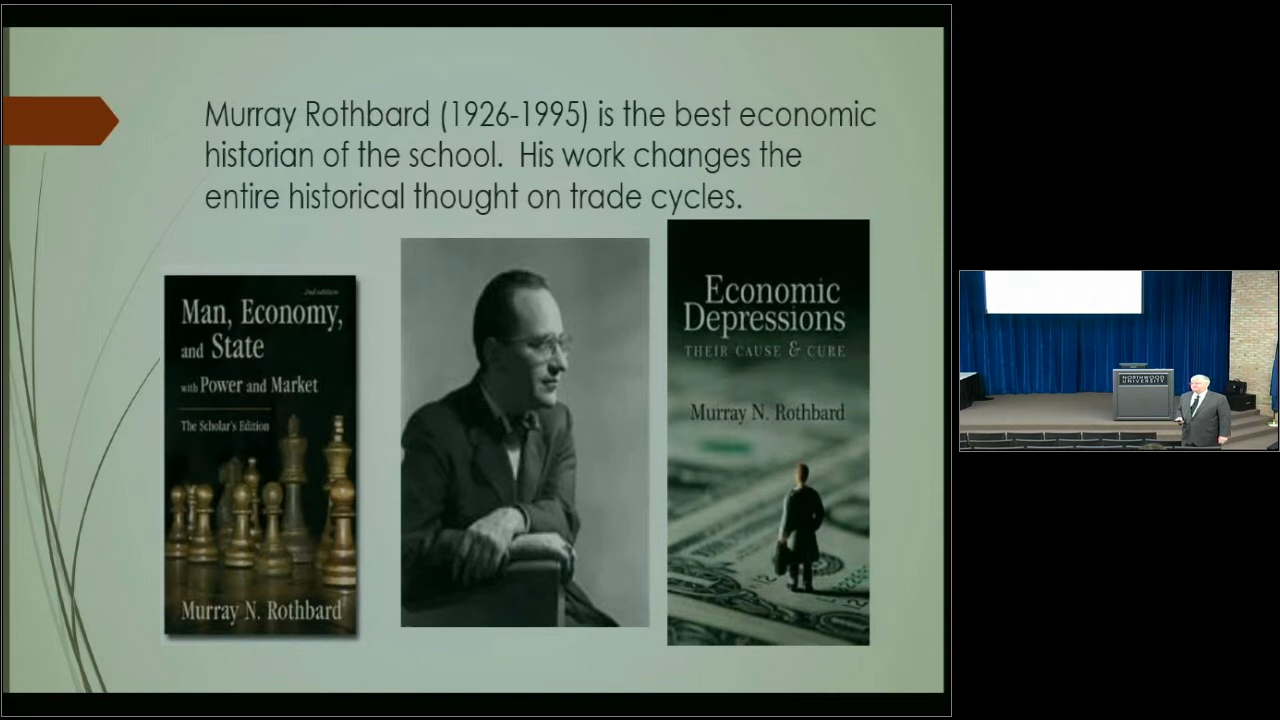 Murray Rothbard (1926-1995) is the best economic
historian of the school.  His work changes the
entire historical thought on trade cycles.
2nd edition
Man, Economy,
and State
with Power and Market
The Scholar's Edition
Murray N. Rothbard
Economic
Depressions
THEIR CAUSE & CURE
Murray N. Rothbard
NORTHWOOD
UNIVERSITY